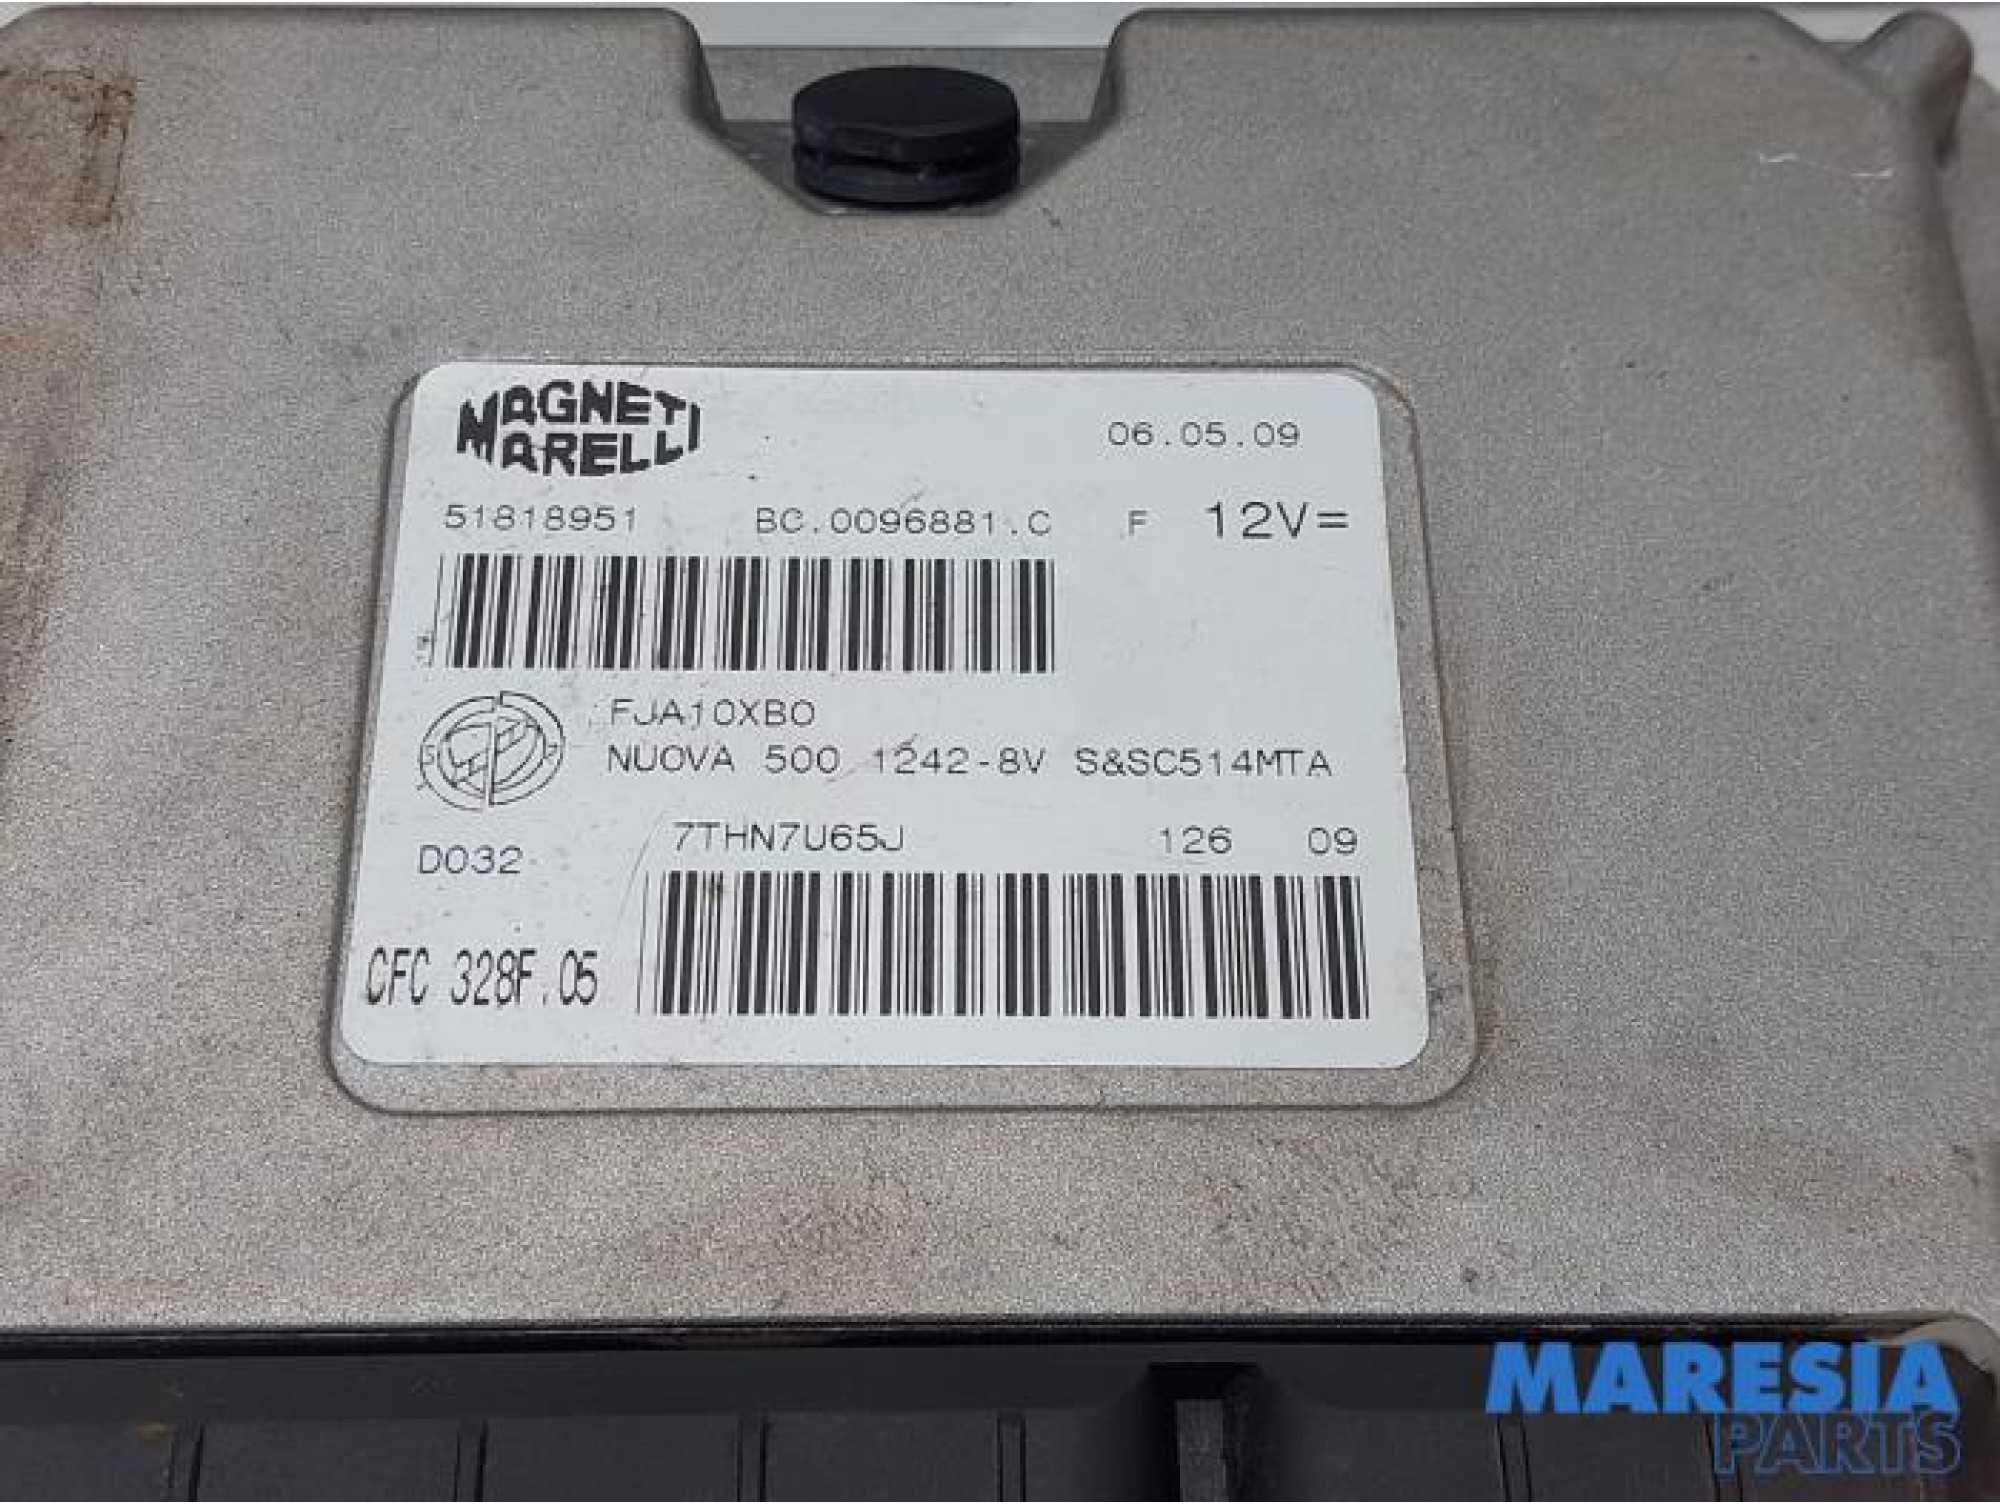 MAGNETI
MARELLI
06.05.09
51818951 BC.0096881.C F 12V=
FJA10XB0
NUOVA 500 1242-8V S&SC514MTA
7THN7U65J 126 09
D032
CFC 328F.05
MARESIA
PARTS